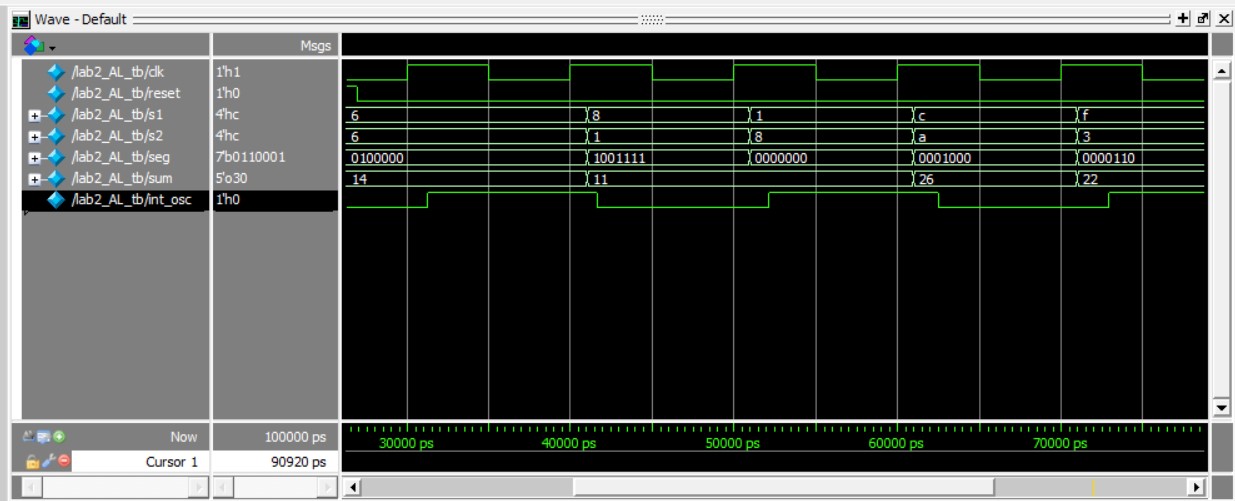 Wave - Default
Msgs
/lab2_AL_tb/clk 1'h1
/lab2_AL_tb/reset 1'h0
/lab2_AL_tb/s1 4'hc 6 8 1 c f
/lab2_AL_tb/s2 4'hc 6 1 8 a 3
/lab2_AL_tb/seg 7'b0110001 0100000 1001111 0000000 0001000 0000110
/lab2_AL_tb/sum 5'o30 14 11 26 22
/lab2_AL_tb/int_osc 1'h0
Now 100000 ps 30000 ps 40000 ps 50000 ps 60000 ps 70000 ps
Cursor 1 90920 ps